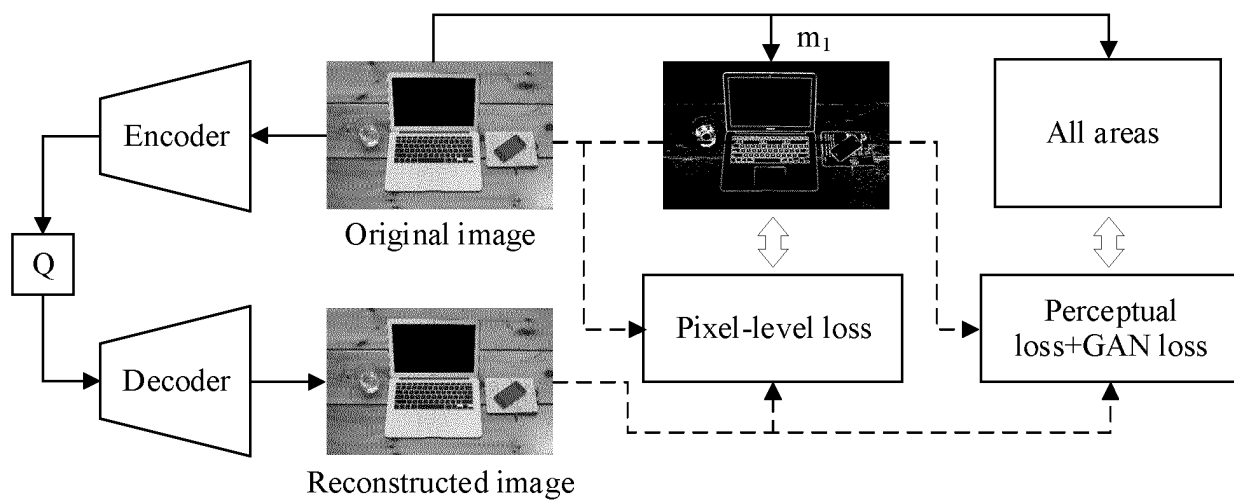 m₁
Encoder
All areas
Original image
Q
Pixel-level loss
Perceptual
loss+GAN loss
Decoder
Reconstructed image